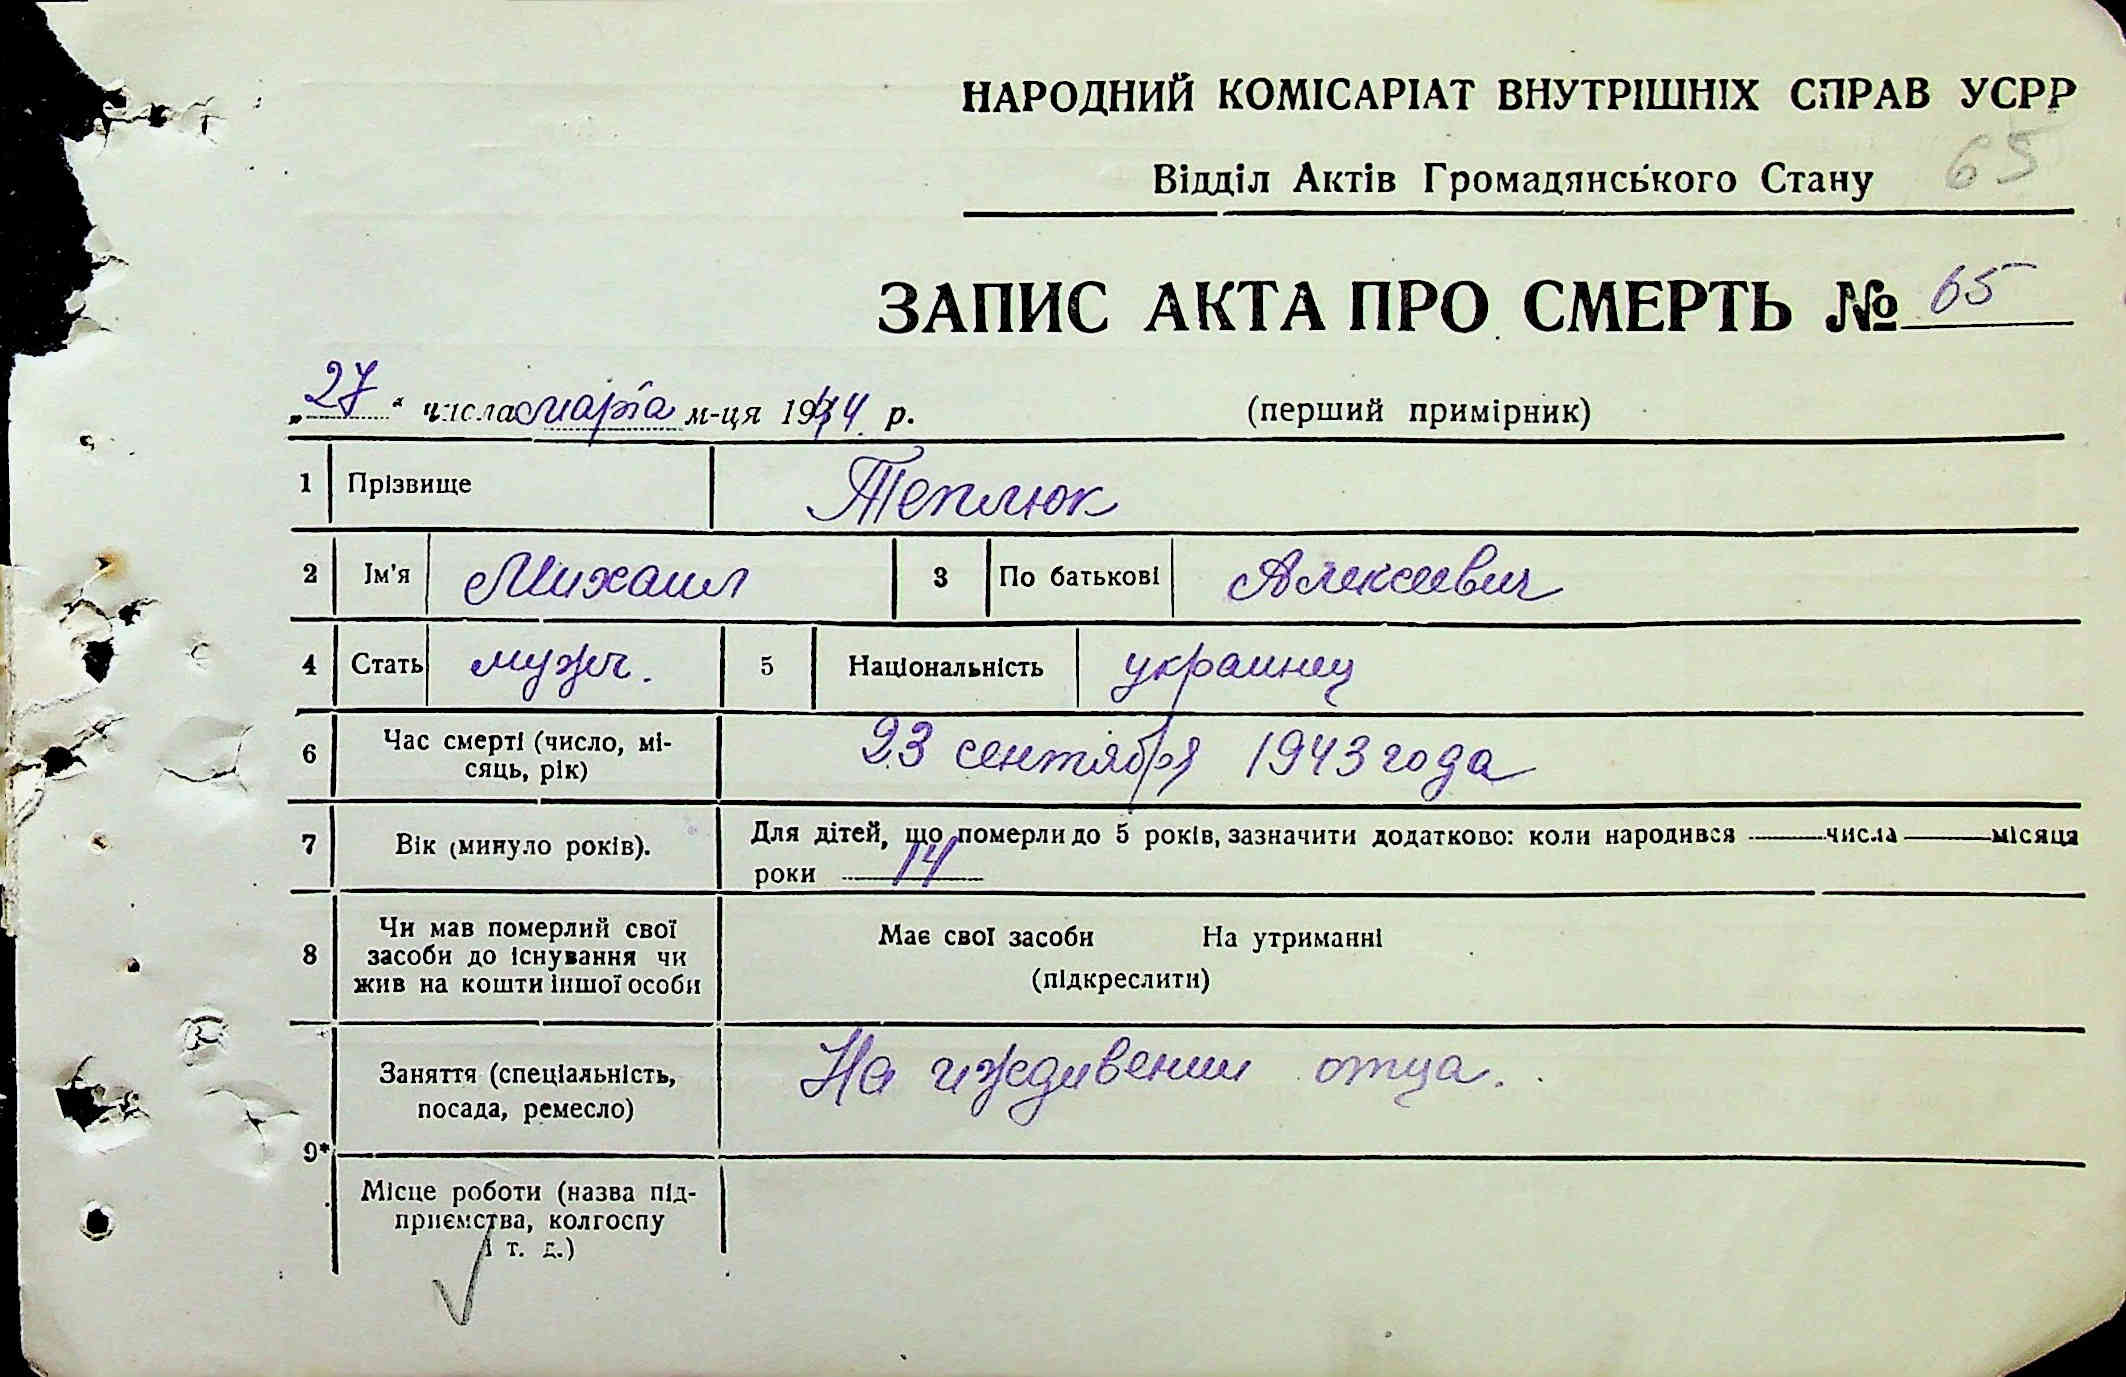 НАРОДНИЙ КОМІСАРІАТ ВНУТРІШНІХ СПРАВ УСРР
65
Відділ Актів Громадянського Стану
ЗАПИС АКТА ПРО СМЕРТЬ № 65
„27“ числа марта м-ця 1944 р. (перший примірник)
1 Прізвище Теплюк
2 Ім'я Михаил 3 По батькові Алексеевич
4 Стать мужч. 5 Національність украинец
6 Час смерті (число, мі-
сяць, рік) 23 сентября 1943 года
7 Вік (минуло років). Для дітей, що померли до 5 років, зазначити додатково: коли народився числа місяця
роки 14
8 Чи мав померлий свої
засоби до існування чи
жив на кошти іншої особи
Має свої засоби На утриманні
(підкреслити)
9*
Заняття (спеціальність,
посада, ремесло) На иждивении отца.
Місце роботи (назва під-
приємства, колгоспу
і т. д.)